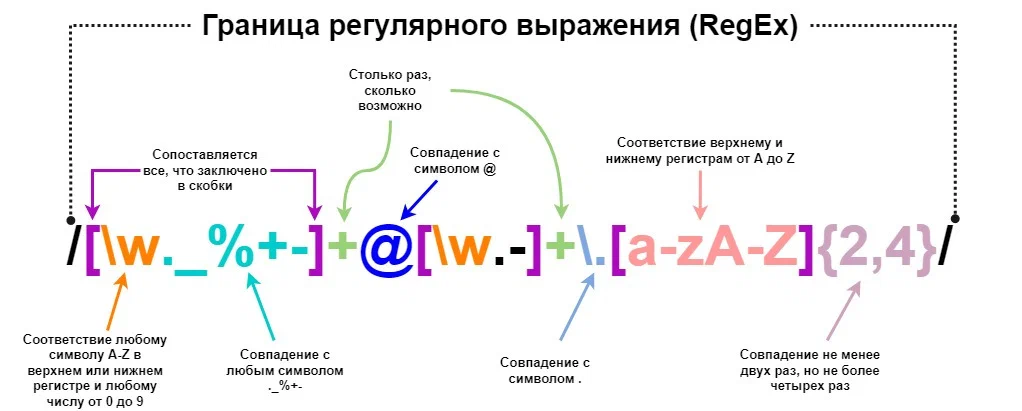 Граница регулярного выражения (RegEx)
Столько раз,
сколько
возможно
Сопоставляется
все, что заключено
в скобки
Совпадение с
символом @
Соответствие верхнему и
нижнему регистрам от A до Z
/[\w._%+-]+@[\w.-]+\.[a-zA-Z]{2,4}/
Соответствие любому
символу A-Z в
верхнем или нижнем
регистре и любому
числу от 0 до 9
Совпадение с
любым символом
._%+-
Совпадение с
символом .
Совпадение не менее
двух раз, но не более
четырех раз